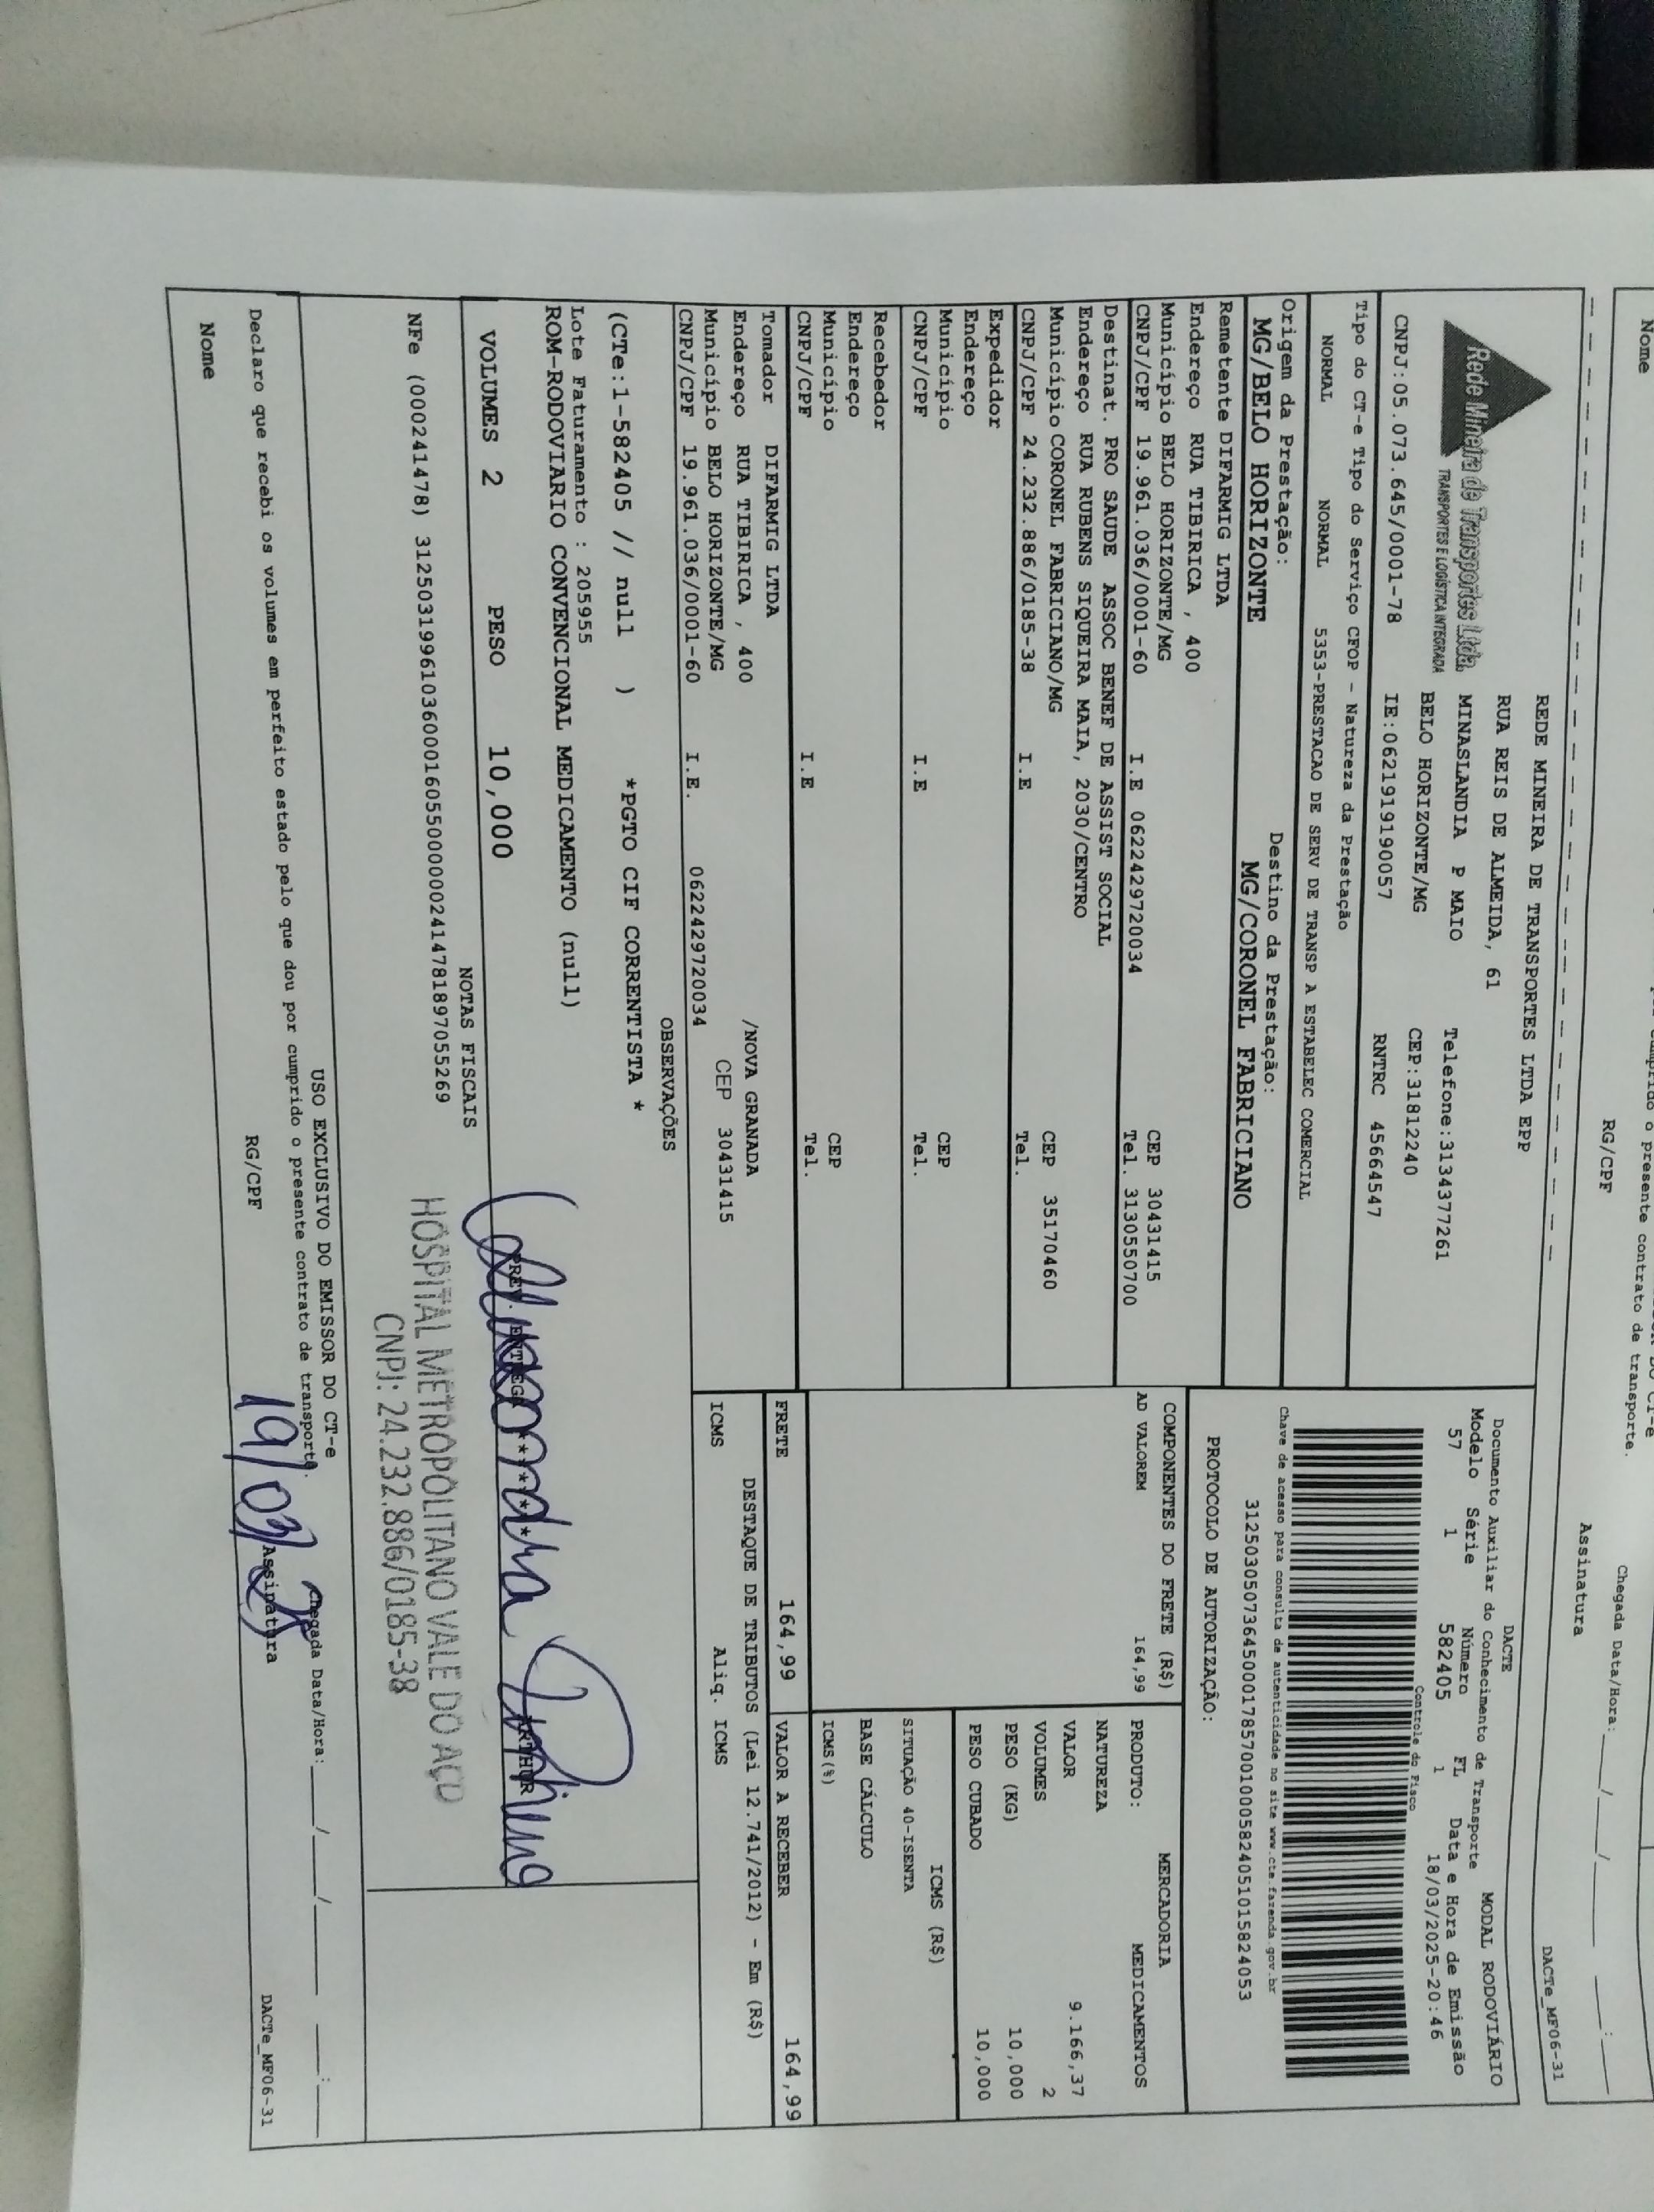 Nome
RG/CPF
Assinatura
Chegada Data/Hora: ___/___/____ ___:___
DACTe_MF06-31
Rede Mineira de Transportes Ltda.
TRANSPORTES E LOGÍSTICA INTEGRADA
CNPJ:05.073.645/0001-78
REDE MINEIRA DE TRANSPORTES LTDA EPP
RUA REIS DE ALMEIDA, 61
MINASLANDIA P MAIO Telefone:3134377261
BELO HORIZONTE/MG CEP:31812240
IE:0621919190057 RNTRC 45664547
DACTE MODAL RODOVIÁRIO
Documento Auxiliar do Conhecimento de Transporte
Modelo Série Número FL Data e Hora de Emissão
57 1 582405 1 18/03/2025-20:46
Controle do Fisco
Chave de acesso para consulta de autenticidade no site www.cte.fazenda.gov.br
31250305073645000178570010005824051015824053
PROTOCOLO DE AUTORIZAÇÃO:
Tipo do CT-e Tipo do Serviço CFOP - Natureza da Prestação
NORMAL NORMAL 5353-PRESTACAO DE SERV DE TRANSP A ESTABELEC COMERCIAL
Origem da Prestação: Destino da Prestação:
MG/BELO HORIZONTE MG/CORONEL FABRICIANO
Remetente DIFARMIG LTDA
Endereço RUA TIBIRICA , 400
Município BELO HORIZONTE/MG CEP 30431415
CNPJ/CPF 19.961.036/0001-60 I.E 0622429720034 Tel. 3130550700
Destinat. PRO SAUDE ASSOC BENEF DE ASSIST SOCIAL
Endereço RUA RUBENS SIQUEIRA MAIA, 2030/CENTRO
Município CORONEL FABRICIANO/MG CEP 35170460
CNPJ/CPF 24.232.886/0185-38 I.E Tel.
Expedidor
Endereço
Município CEP
CNPJ/CPF I.E Tel.
Recebedor
Endereço
Município CEP
CNPJ/CPF I.E Tel.
Tomador DIFARMIG LTDA
Endereço RUA TIBIRICA , 400 /NOVA GRANADA
Município BELO HORIZONTE/MG CEP 30431415
CNPJ/CPF 19.961.036/0001-60 I.E. 0622429720034
COMPONENTES DO FRETE (R$)
AD VALOREM 164,99
MERCADORIA
PRODUTO: MEDICAMENTOS
NATUREZA
VALOR 9.166,37
VOLUMES 2
PESO (KG) 10,000
PESO CUBADO 10,000
ICMS (R$)
SITUAÇÃO 40-ISENTA
BASE CÁLCULO
ICMS(%)
FRETE 164,99 VALOR A RECEBER 164,99
DESTAQUE DE TRIBUTOS (Lei 12.741/2012) - Em (R$)
ICMS Aliq. ICMS
OBSERVAÇÕES
(CTe:1-582405 // null ) *PGTO CIF CORRENTISTA *
Lote Faturamento : 205955
ROM-RODOVIARIO CONVENCIONAL MEDICAMENTO (null)
VOLUMES 2 PESO 10,000
PREV. ENTREGA ****** ARTHUR
NOTAS FISCAIS
NFe (000241478) 31250319961036000160550000002414781897055269
HOSPITAL METROPOLITANO VALE DO AÇO
CNPJ: 24.232.886/0185-38
USO EXCLUSIVO DO EMISSOR DO CT-e
Declaro que recebi os volumes em perfeito estado pelo que dou por cumprido o presente contrato de transporte.
Chegada Data/Hora: ___/___/____ ___:___
19/03/25
Nome RG/CPF Assinatura DACTe_MF06-31